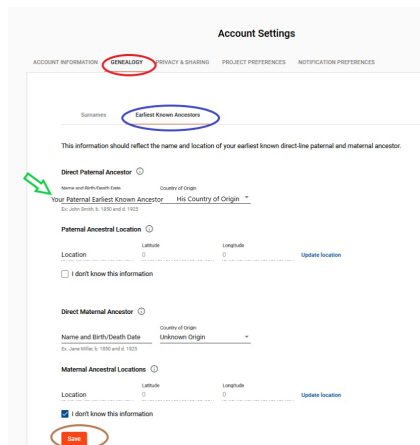 Account Settings
ACCOUNT INFORMATION GENEALOGY PRIVACY & SHARING PROJECT PREFERENCES NOTIFICATION PREFERENCES
Surnames Earliest Known Ancestors
This information should reflect the name and location of your earliest known direct-line paternal and maternal ancestor.
Direct Paternal Ancestor
Name and Birth/Death Date Country of Origin
Your Paternal Earliest Known Ancestor His Country of Origin
Ex: John Smith, b. 1850 and d. 1925
Paternal Ancestral Location
Latitude Longitude
Location 0 0 Update location
I don't know this information
Direct Maternal Ancestor
Country of Origin
Name and Birth/Death Date Unknown Origin
Ex: Jane Miller b. 1850 and d. 1925
Maternal Ancestral Locations
Latitude Longitude
Location 0 0 Update location
I don't know this information
Save